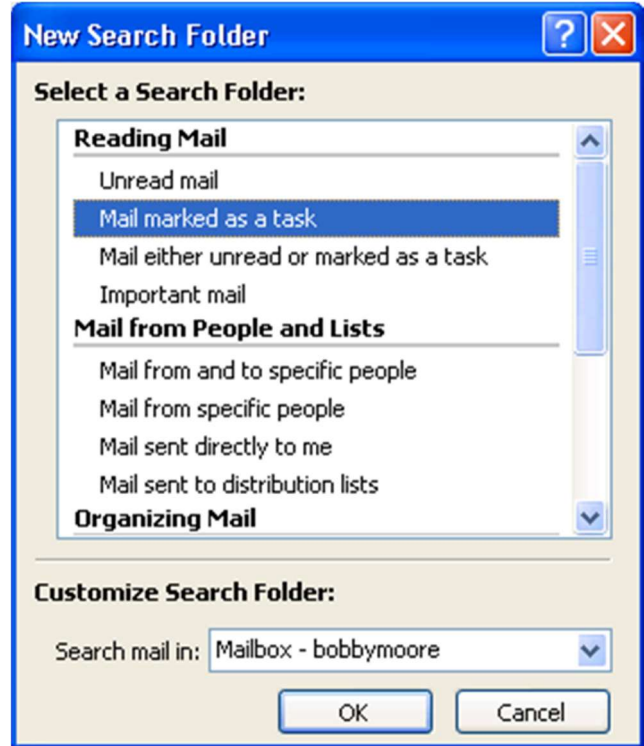 New Search Folder
Select a Search Folder:
Reading Mail
Unread mail
Mail marked as a task
Mail either unread or marked as a task
Important mail
Mail from People and Lists
Mail from and to specific people
Mail from specific people
Mail sent directly to me
Mail sent to distribution lists
Organizing Mail
Customize Search Folder:
Search mail in: Mailbox - bobbymoore
OK Cancel